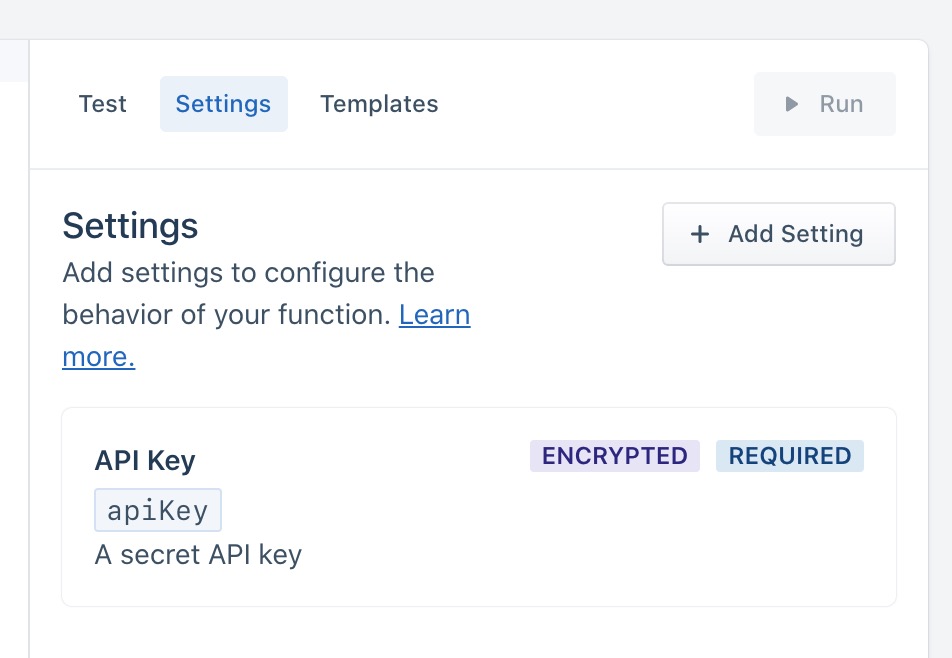 Test Settings Templates Run
Settings
+ Add Setting
Add settings to configure the
behavior of your function. Learn
more.
API Key ENCRYPTED REQUIRED
apiKey
A secret API key